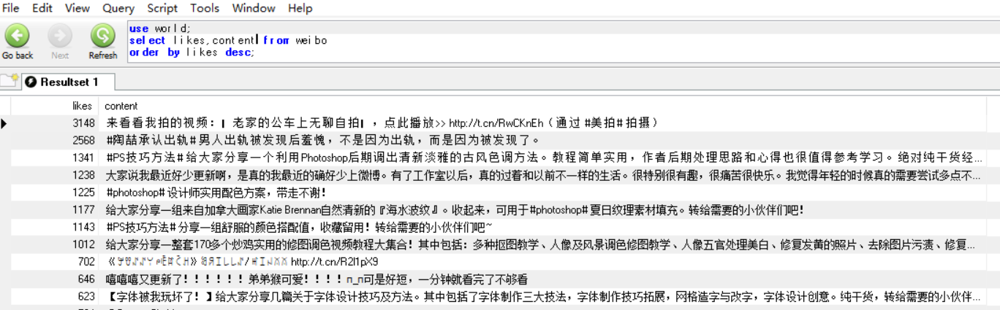 File Edit View Query Script Tools Window Help
use world;
select likes,content from weibo
order by likes desc;
Go back Next Refresh
Resultset 1
likes content
3148 来看看我拍的视频：▎老家的公车上无聊自拍▎，点此播放>> http://t.cn/RwCKnEh（通过 #美拍# 拍摄）
2568 #陶喆承认出轨# 男人出轨被发现后羞愧，不是因为出轨，而是因为被发现了。
1341 #PS技巧方法# 给大家分享一个利用Photoshop后期调出清新淡雅的古风色调方法。教程简单实用，作者后期处理思路和心得也很值得参考学习。绝对纯干货经...
1238 大家说我最近好少更新啊，是真的我最近的确好少上微博。有了工作室以后，真的过着和以前不一样的生活。很特别很有趣，很痛苦很快乐。我觉得年轻的时候真的需要尝试多点不...
1225 #photoshop# 设计师实用配色方案，带走不谢！
1177 给大家分享一组来自加拿大画家Katie Brennan自然清新的『海水波纹』。收起来，可用于#photoshop# 夏日纹理素材填充。转给需要的小伙伴们吧！
1143 #PS技巧方法# 分享一组舒服的颜色搭配值，收藏留用！转给需要的小伙伴们吧~
1012 给大家分享一整套170多个炒鸡实用的修图调色视频教程大集合！其中包括：多种抠图教学、人像及风景调色修图教学、人像五官处理美白、修复发黄的照片、去除图片污渍、修复...
702 http://t.cn/R2l1pX9
646 嘻嘻嘻又更新了！！！！！！弟弟猴可爱！！！！n_n可是好短，一分钟就看完了不够看
623 【字体被我玩坏了！】给大家分享几篇关于字体设计技巧及方法。其中包括了字体制作三大技法，字体制作技巧拓展，网格造字与改字，字体设计创意。纯干货，转给需要的小伙伴...